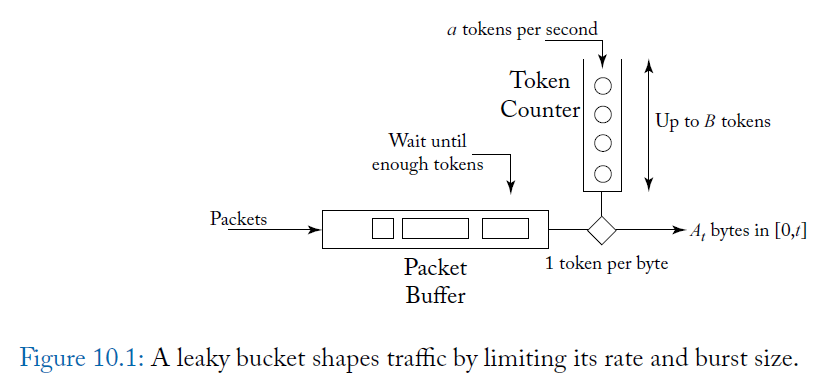 a tokens per second
Token
Counter
Up to B tokens
Wait until
enough tokens
Packets
A_t bytes in [0,t]
1 token per byte
Packet
Buffer
Figure 10.1: A leaky bucket shapes traffic by limiting its rate and burst size.